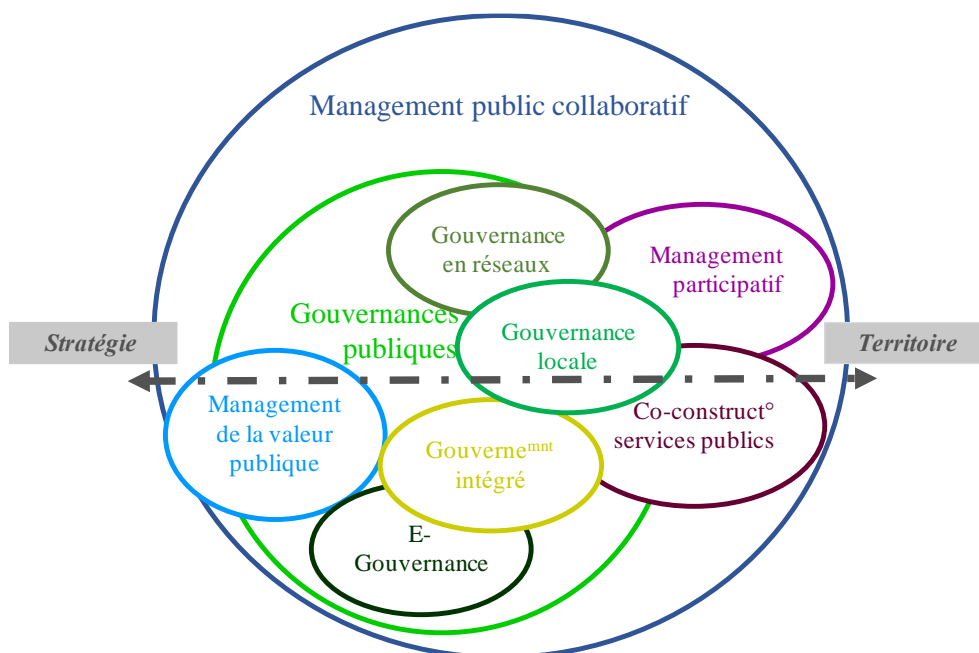 Management public collaboratif
Gouvernance
en réseaux
Management
participatif
Gouvernances
publiques
Gouvernance
locale
Stratégie
Territoire
Management
de la valeur
publique
Co-construct°
services publics
Gouverneᵐⁿᵗ
intégré
E-
Gouvernance